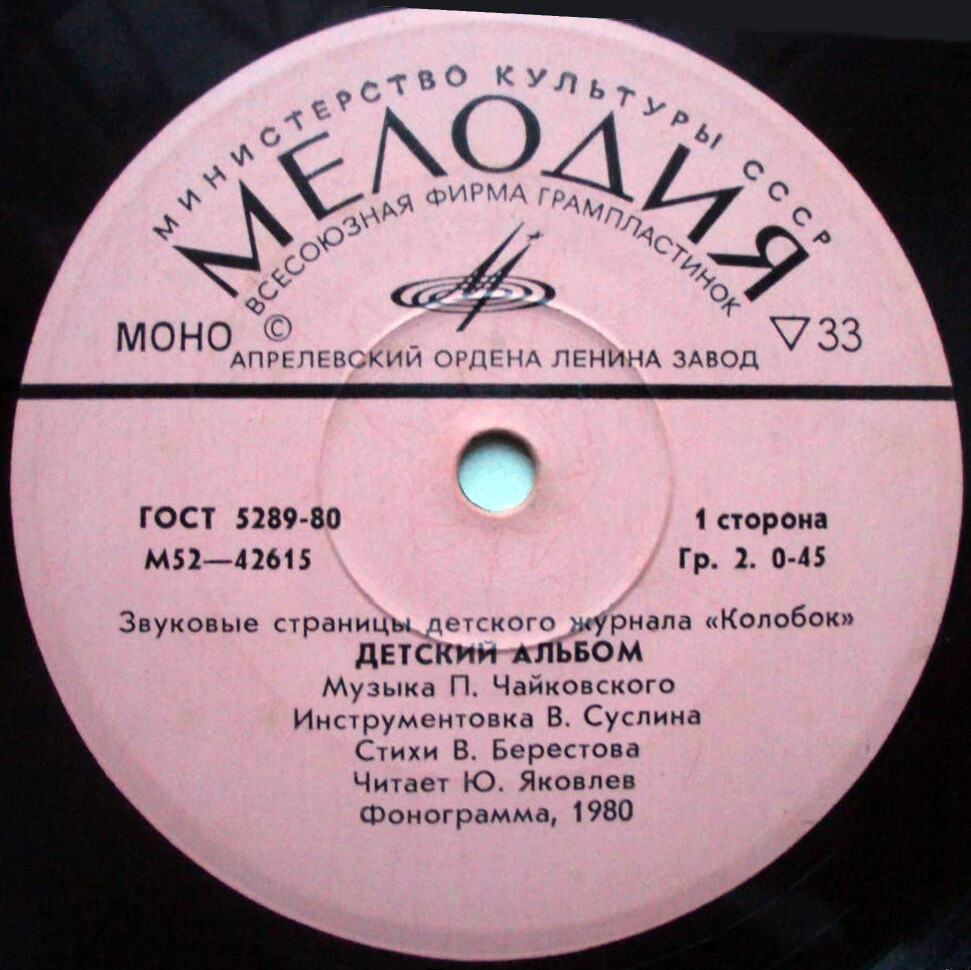 МИНИСТЕРСТВО КУЛЬТУРЫ СССР
МЕЛОДИЯ
ВСЕСОЮЗНАЯ ФИРМА ГРАМПЛАСТИНОК
МОНО © ▽33
АПРЕЛЕВСКИЙ ОРДЕНА ЛЕНИНА ЗАВОД
ГОСТ 5289-80 1 сторона
М52—42615 Гр. 2. 0-45
Звуковые страницы детского журнала «Колобок»
ДЕТСКИЙ АЛЬБОМ
Музыка П. Чайковского
Инструментовка В. Суслина
Стихи В. Берестова
Читает Ю. Яковлев
Фонограмма, 1980